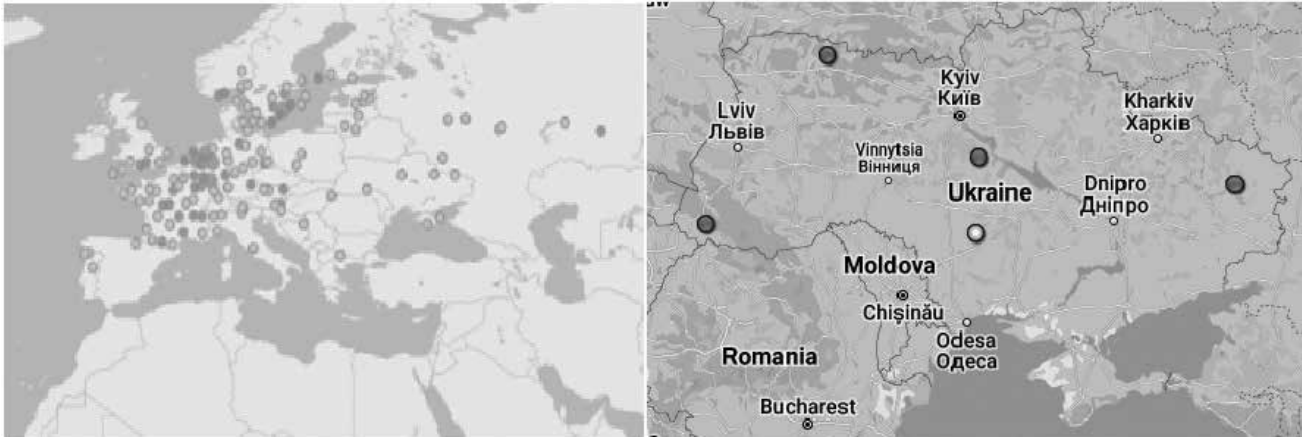 Kyiv
Київ
Kharkiv
Харків
Lviv
Львів
Vinnytsia
Вінниця
Ukraine
Dnipro
Дніпро
Moldova
Chișinău
Odesa
Одеса
Romania
Bucharest